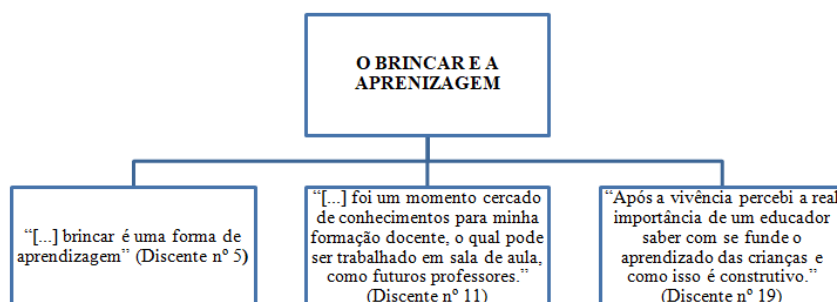 O BRINCAR E A
APRENIZAGEM
“[...] brincar é uma forma de
aprendizagem” (Discente nº 5)
“[...] foi um momento cercado
de conhecimentos para minha
formação docente, o qual pode
ser trabalhado em sala de aula,
como futuros professores.”
(Discente nº 11)
“Após a vivência percebi a real
importância de um educador
saber com se funde o
aprendizado das crianças e
como isso é construtivo.”
(Discente nº 19)